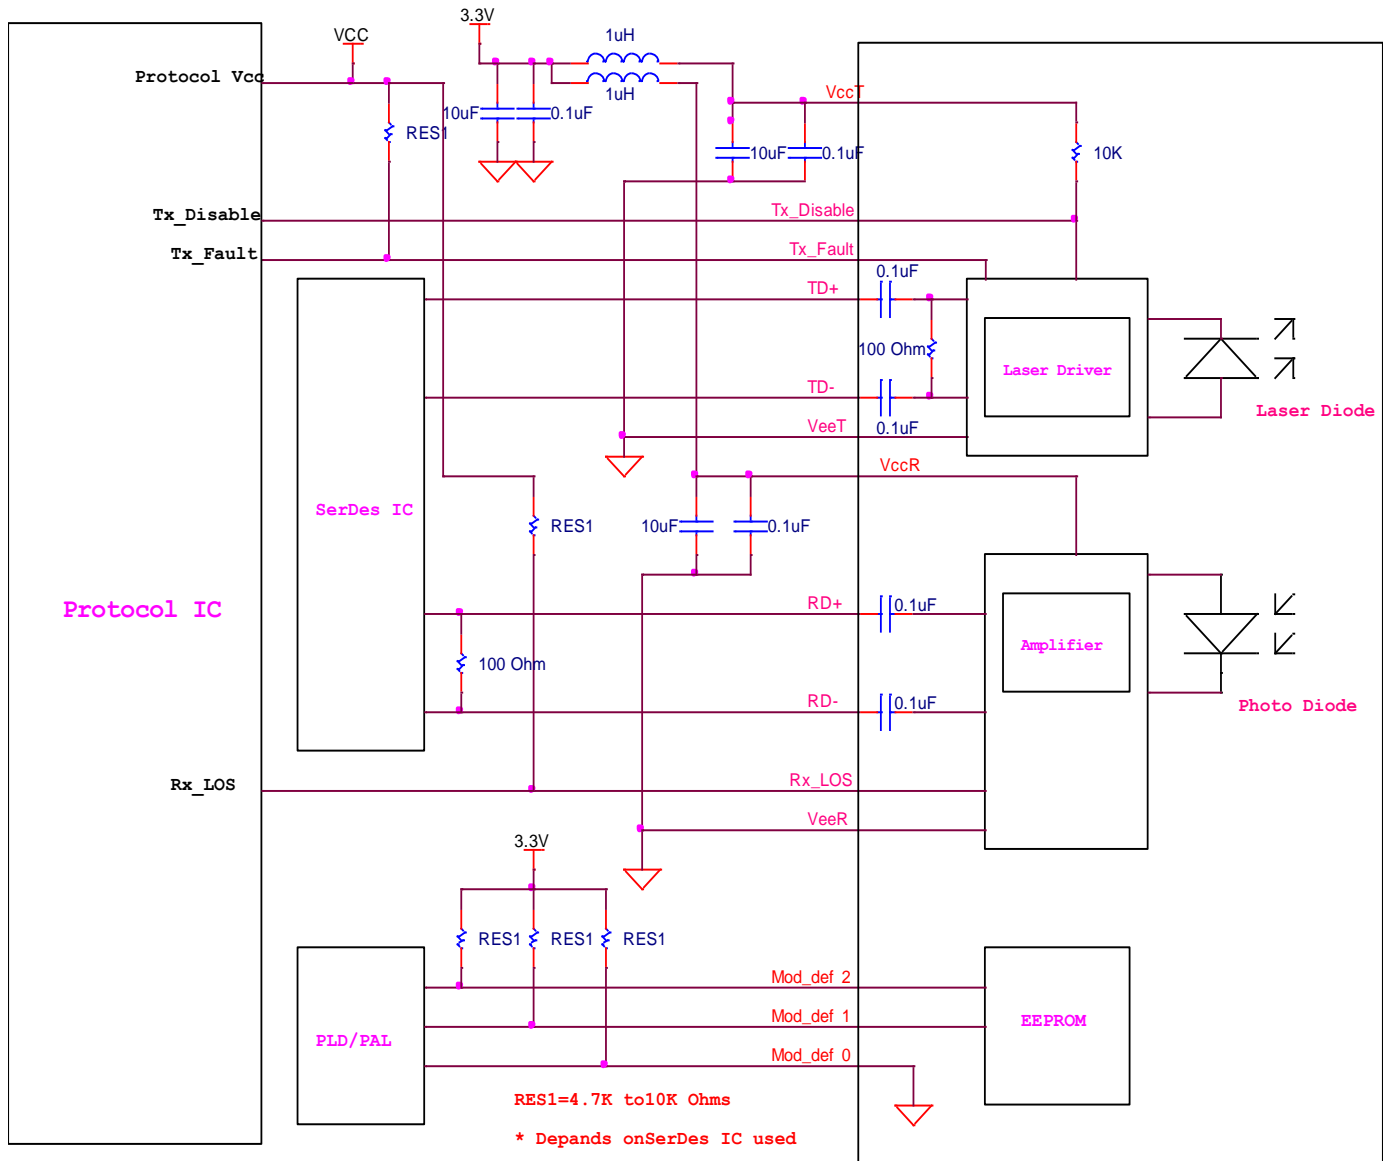 3.3V
1uH
VCC
Protocol Vcc
1uH
VccT
10uF
0.1uF
RES1
10uF
0.1uF
10K
Tx_Disable
Tx_Disable
Tx_Fault
Tx_Fault
0.1uF
TD+
100 Ohm
Laser Driver
TD-
Laser Diode
VeeT
0.1uF
VccR
SerDes IC
RES1
10uF
0.1uF
Protocol IC
RD+
0.1uF
Amplifier
100 Ohm
RD-
0.1uF
Photo Diode
Rx_LOS
Rx_LOS
VeeR
3.3V
RES1
RES1
RES1
Mod_def 2
Mod_def 1
EEPROM
PLD/PAL
Mod_def 0
RES1=4.7K to10K Ohms
* Depands onSerDes IC used